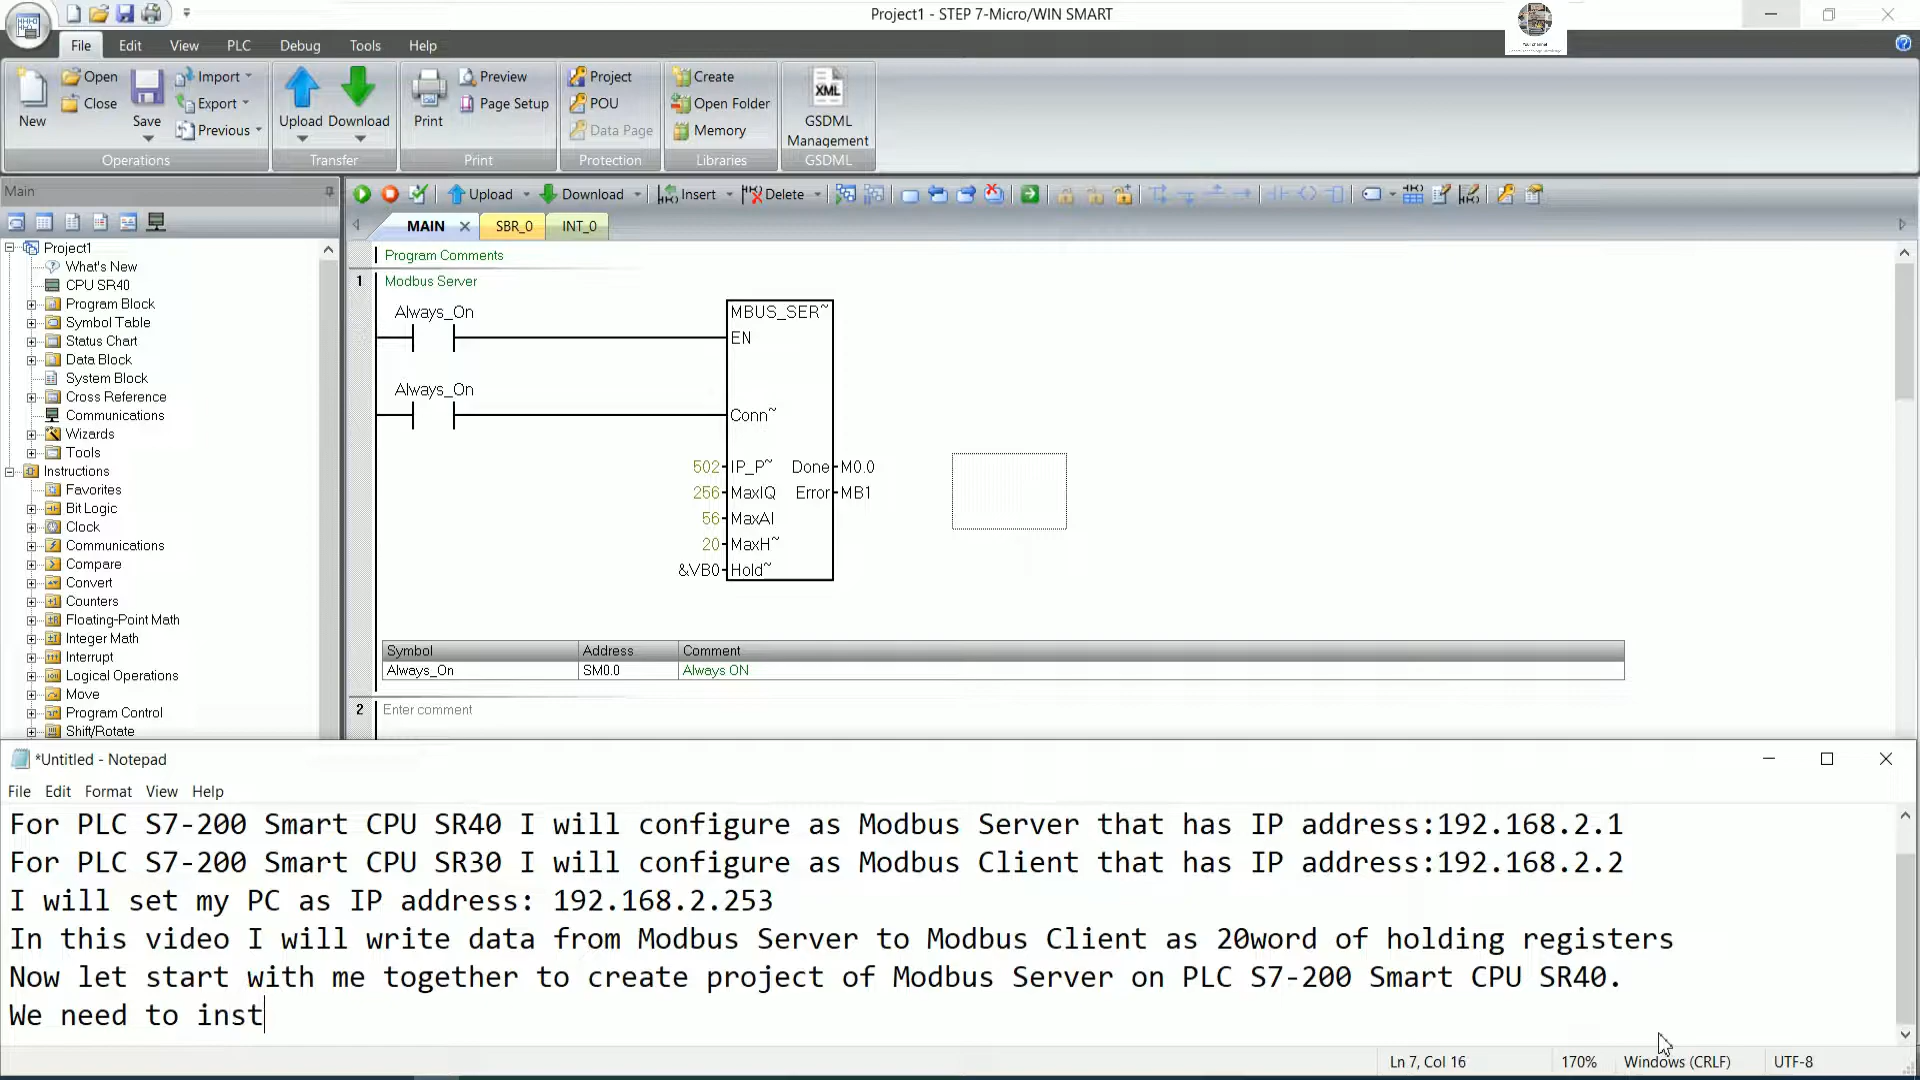 Project1 - STEP 7-Micro/WIN SMART
File Edit View PLC Debug Tools Help
New
Open
Close
Save
Import
Export
Previous
Operations
Upload
Download
Transfer
Print
Preview
Page Setup
Print
Project
POU
Data Page
Protection
Create
Open Folder
Memory
Libraries
XML
GSDML
Management
GSDML
Main
Upload Download Insert Delete
MAIN SBR_0 INT_0
Project1
What's New
CPU SR40
Program Block
Symbol Table
Status Chart
Data Block
System Block
Cross Reference
Communications
Wizards
Tools
Instructions
Favorites
Bit Logic
Clock
Communications
Compare
Convert
Counters
Floating-Point Math
Integer Math
Interrupt
Logical Operations
Move
Program Control
Shift/Rotate
Program Comments
1 Modbus Server
Always_On MBUS_SER~
EN
Always_On
Conn~
502 IP_P~ Done M0.0
256 MaxIQ Error MB1
56 MaxAI
20 MaxH~
&VB0 Hold~
Symbol Address Comment
Always_On SM0.0 Always ON
2 Enter comment
*Untitled - Notepad
File Edit Format View Help
For PLC S7-200 Smart CPU SR40 I will configure as Modbus Server that has IP address:192.168.2.1
For PLC S7-200 Smart CPU SR30 I will configure as Modbus Client that has IP address:192.168.2.2
I will set my PC as IP address: 192.168.2.253
In this video I will write data from Modbus Server to Modbus Client as 20word of holding registers
Now let start with me together to create project of Modbus Server on PLC S7-200 Smart CPU SR40.
We need to inst
Ln 7, Col 16 170% Windows (CRLF) UTF-8